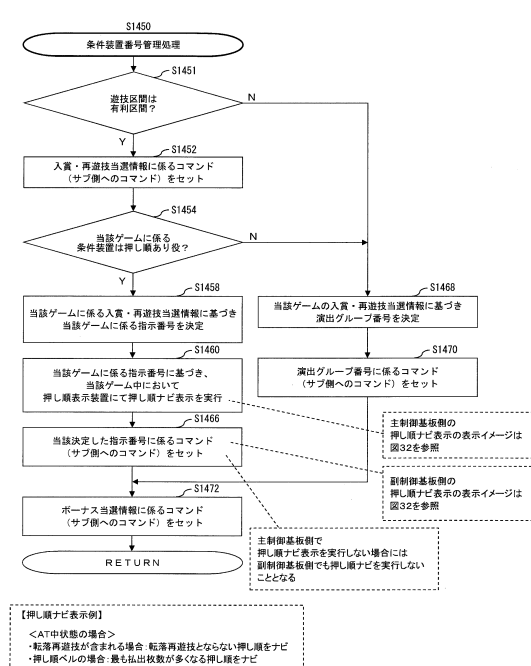 S1450
条件装置番号管理処理
S1451
遊技区間は
有利区間？
N
Y
S1452
入賞・再遊技当選情報に係るコマンド
（サブ側へのコマンド）をセット
S1454
当該ゲームに係る
条件装置は押し順あり役？
N
Y
S1458
当該ゲームに係る入賞・再遊技当選情報に基づき
当該ゲームに係る指示番号を決定
S1468
当該ゲームの入賞・再遊技当選情報に基づき
演出グループ番号を決定
S1460
当該ゲームに係る指示番号に基づき、
当該ゲーム中において
押し順表示装置にて押し順ナビ表示を実行
S1470
演出グループ番号に係るコマンド
（サブ側へのコマンド）をセット
S1466
当該決定した指示番号に係るコマンド
（サブ側へのコマンド）をセット
主制御基板側の
押し順ナビ表示の表示イメージは
図32を参照
副制御基板側の
押し順ナビ表示の表示イメージは
図32を参照
S1472
ボーナス当選情報に係るコマンド
（サブ側へのコマンド）をセット
主制御基板側で
押し順ナビ表示を実行しない場合には
副制御基板側でも押し順ナビを実行しない
こととなる
RETURN
【押し順ナビ表示例】
＜AT中状態の場合＞
・転落再遊技が含まれる場合：転落再遊技とならない押し順をナビ
・押し順ベルの場合：最も払出枚数が多くなる押し順をナビ